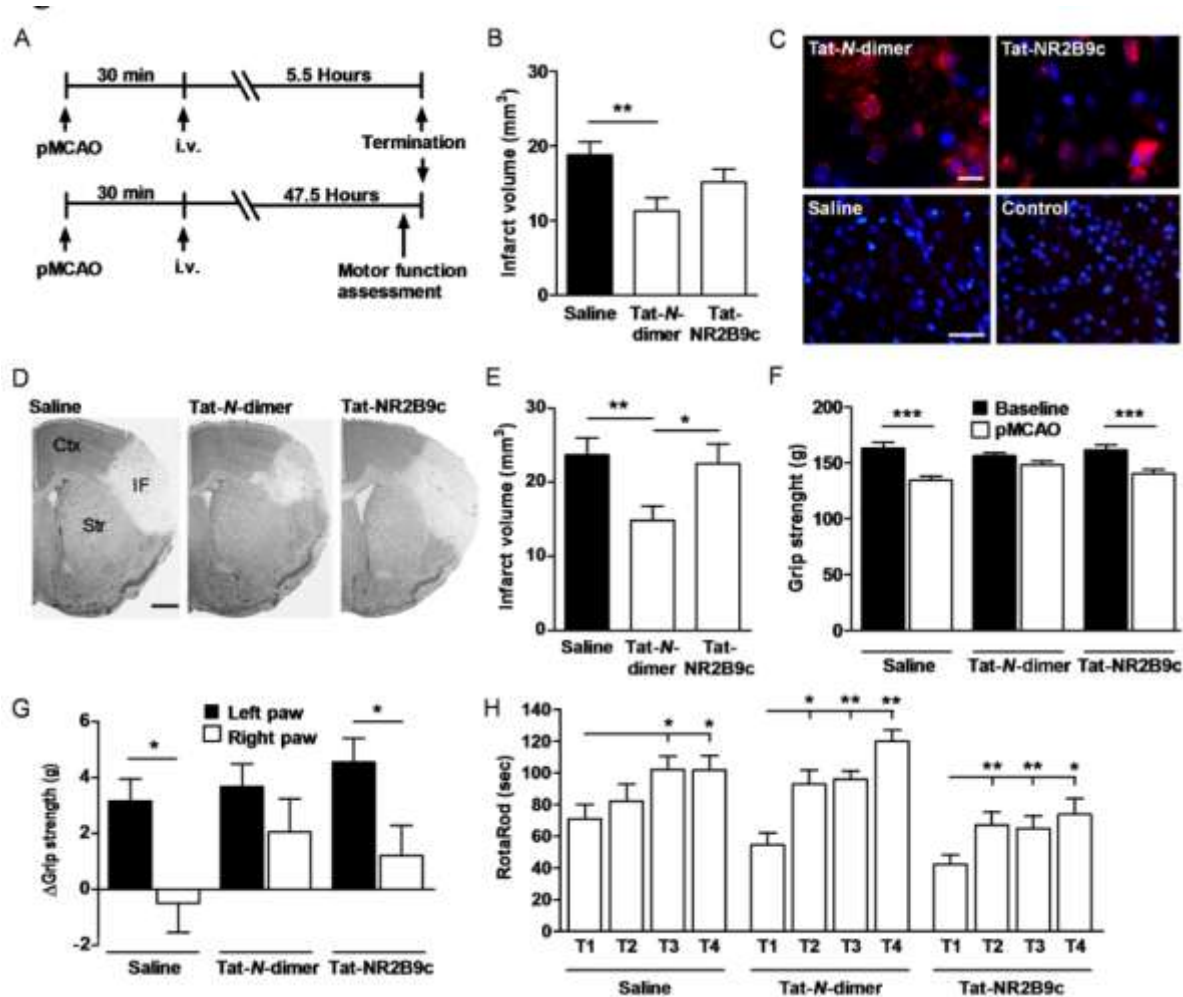 A
30 min
5.5 Hours
pMCAO
i.v.
Termination
30 min
47.5 Hours
pMCAO
i.v.
Motor function
assessment
B
Infarct volume (mm³)
30
20
10
0
**
Saline
Tat-N-
dimer
Tat-
NR2B9c
C
Tat-N-dimer
Tat-NR2B9c
Saline
Control
D
Saline
Tat-N-dimer
Tat-NR2B9c
Ctx
IF
Str
E
Infarct volume (mm³)
30
20
10
0
**
*
Saline
Tat-N-
dimer
Tat-
NR2B9c
F
Grip strenght (g)
200
150
100
50
0
Baseline
pMCAO
***
***
Saline
Tat-N-dimer
Tat-NR2B9c
G
ΔGrip strength (g)
6
4
2
0
-2
Left paw
Right paw
*
*
Saline
Tat-N-dimer
Tat-NR2B9c
H
RotaRod (sec)
140
120
100
80
60
40
20
0
* *
* ** **
** ** *
T1 T2 T3 T4 T1 T2 T3 T4 T1 T2 T3 T4
Saline
Tat-N-dimer
Tat-NR2B9c